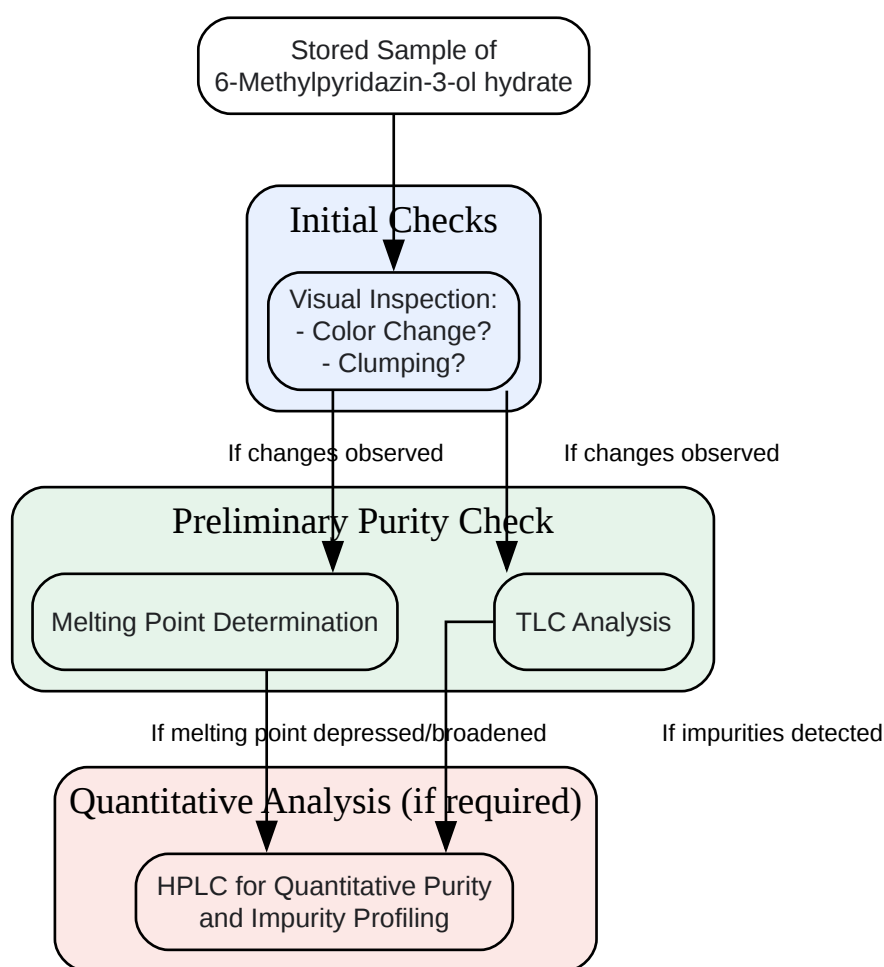 Stored Sample of
6-Methylpyridazin-3-ol hydrate
Initial Checks
Visual Inspection:
- Color Change?
- Clumping?
If changes observed
If changes observed
Preliminary Purity Check
Melting Point Determination
TLC Analysis
If melting point depressed/broadened
If impurities detected
Quantitative Analysis (if required)
HPLC for Quantitative Purity
and Impurity Profiling